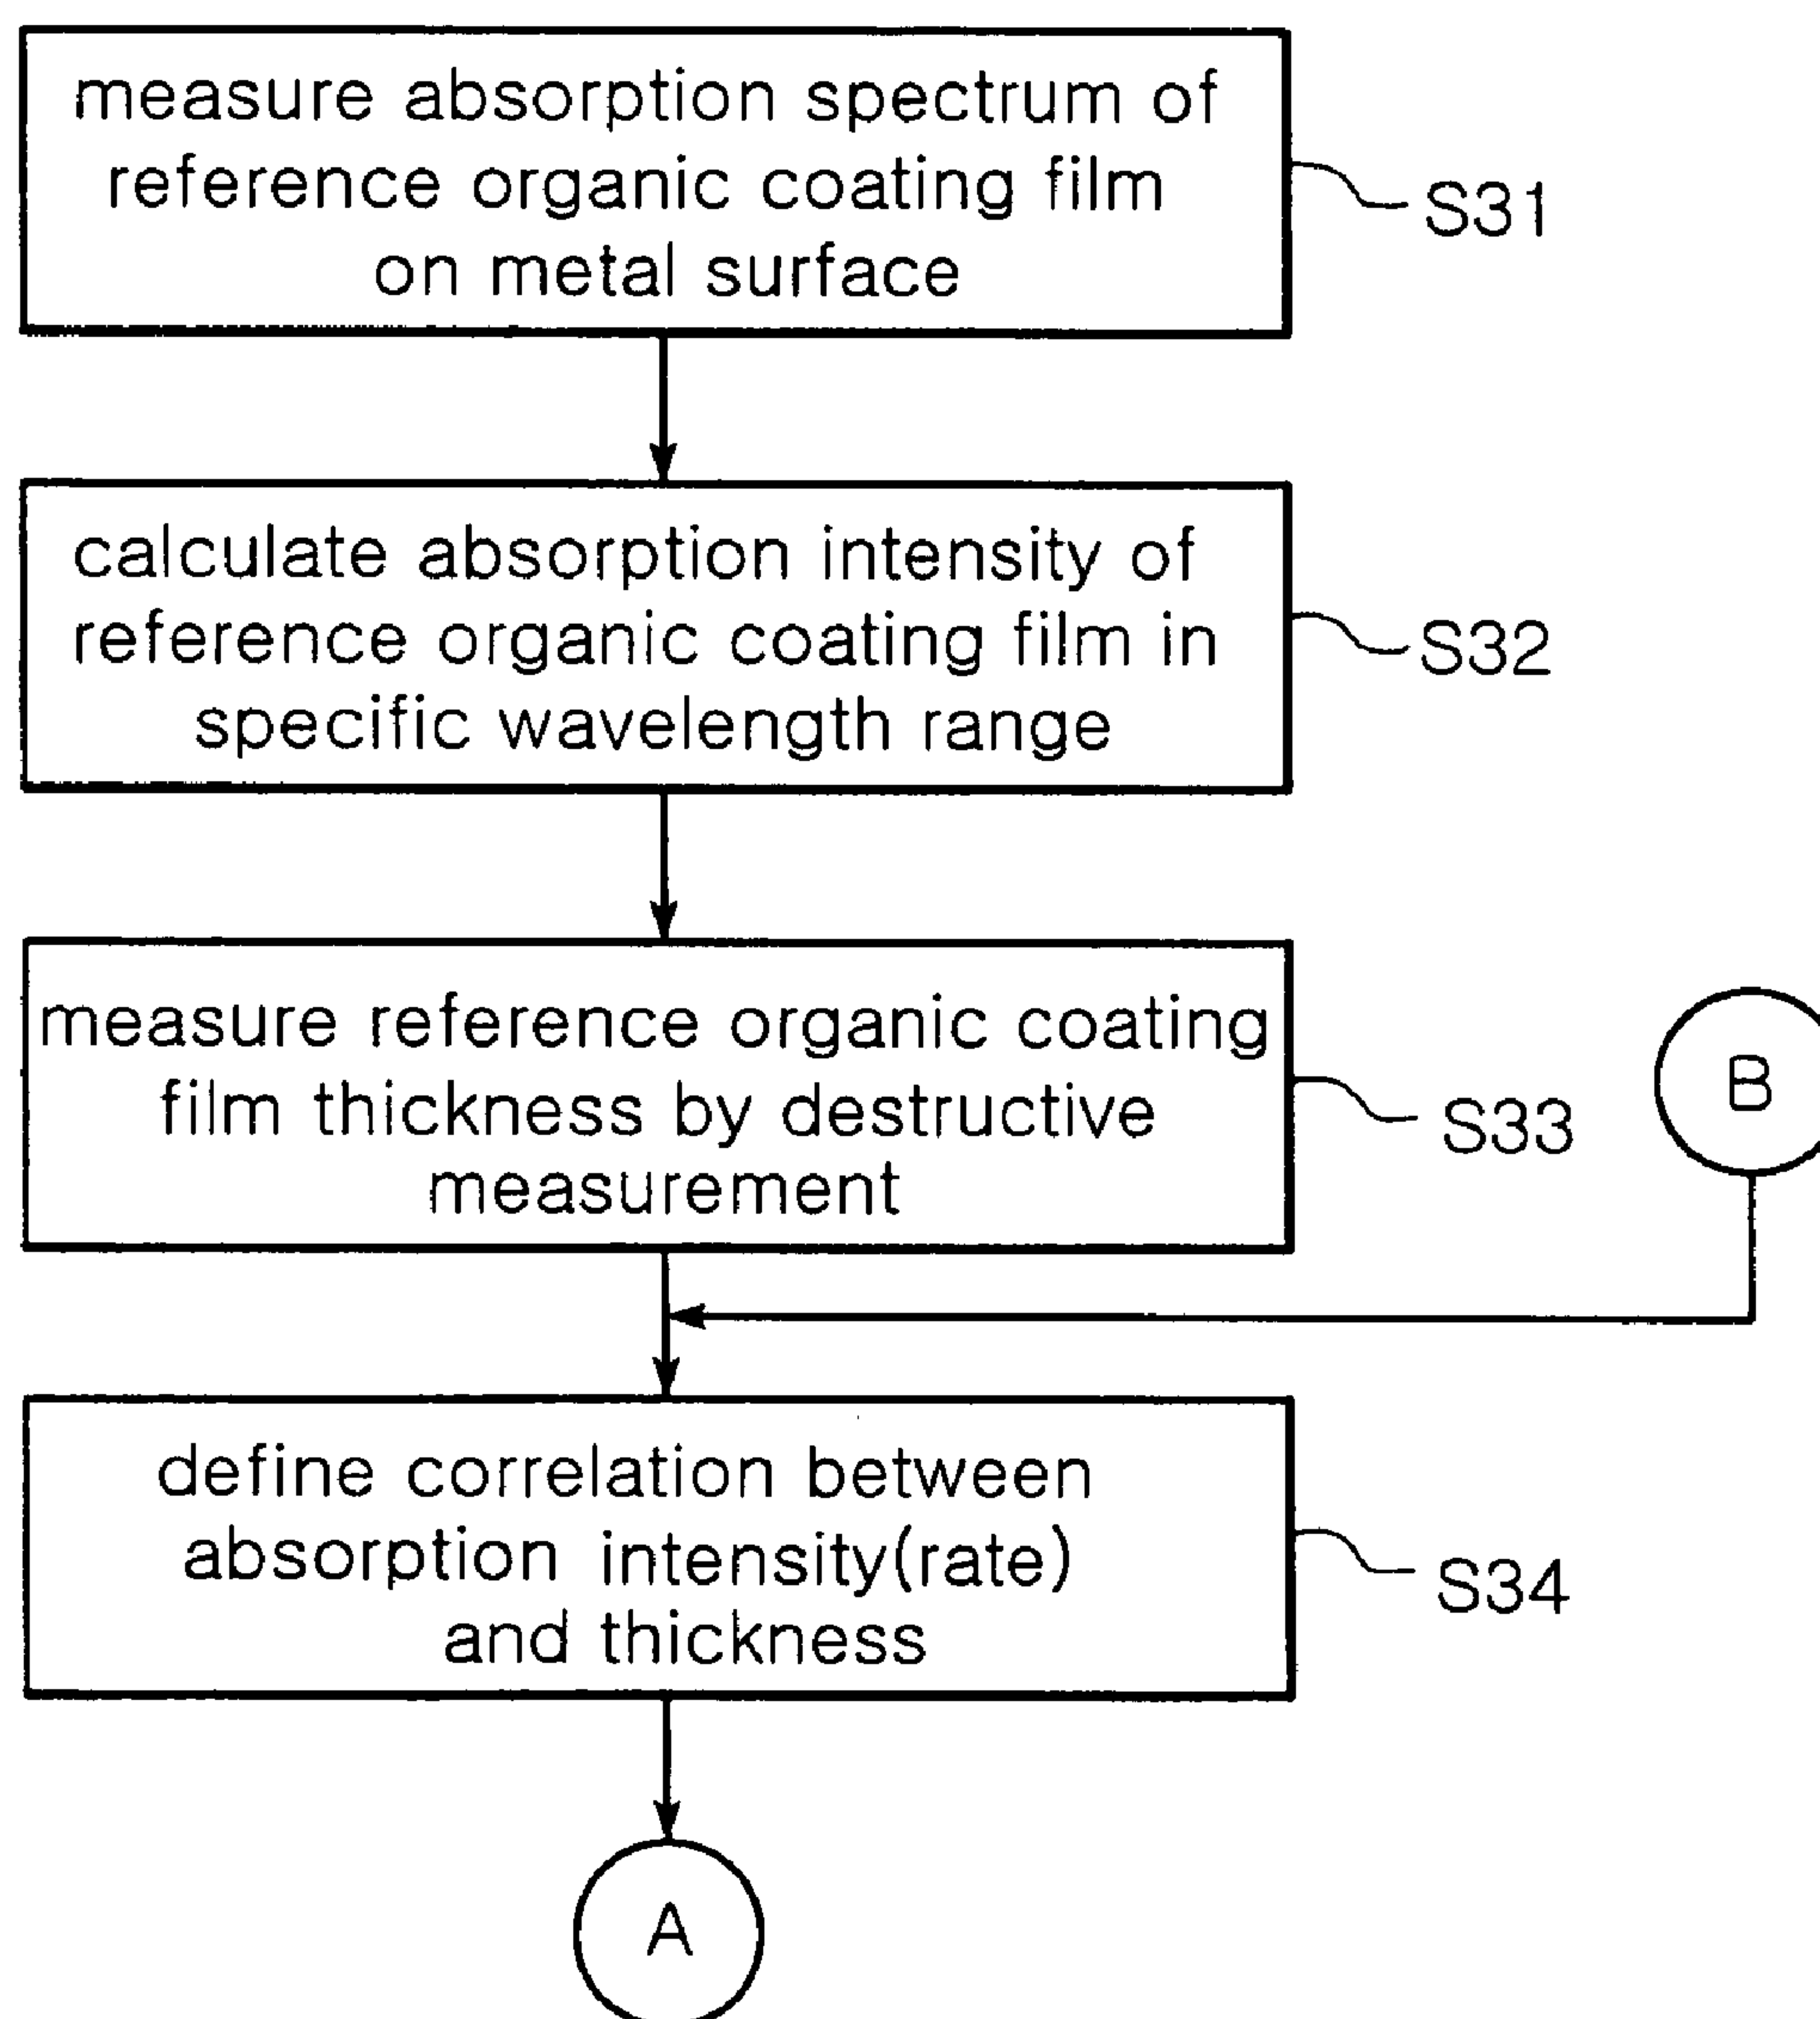 measure absorption spectrum of
reference organic coating film
on metal surface
S31
calculate absorption intensity of
reference organic coating film in
specific wavelength range
S32
measure reference organic coating
film thickness by destructive
measurement
S33
B
define correlation between
absorption intensity(rate)
and thickness
S34
A